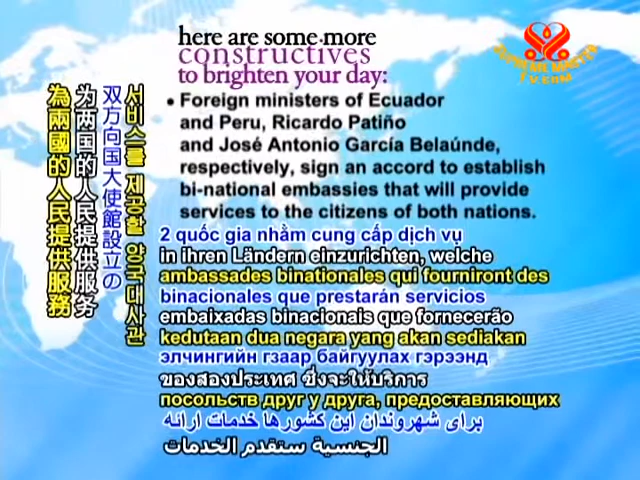 here are some more
constructives
to brighten your day:
SUPREME MASTER
TV.COM
• Foreign ministers of Ecuador
and Peru, Ricardo Patiño
and José Antonio García Belaúnde,
respectively, sign an accord to establish
bi-national embassies that will provide
services to the citizens of both nations.
為兩國的人民提供服務
为两国的人民提供服务
双方向国大使館設立の
서비스를 제공할 양국대사관
2 quốc gia nhằm cung cấp dịch vụ
in ihren Ländern einzurichten, welche
ambassades binationales qui fourniront des
binacionales que prestarán servicios
embaixadas binacionais que fornecerão
kedutaan dua negara yang akan sediakan
элчингийн гзаар байгуулах гэрээнд
ของสองประเทศ ซึ่งจะให้บริการ
посольств друг у друга, предоставляющих
برای شهروندان این کشورها خدمات ارائه
الجنسية ستقدم الخدمات